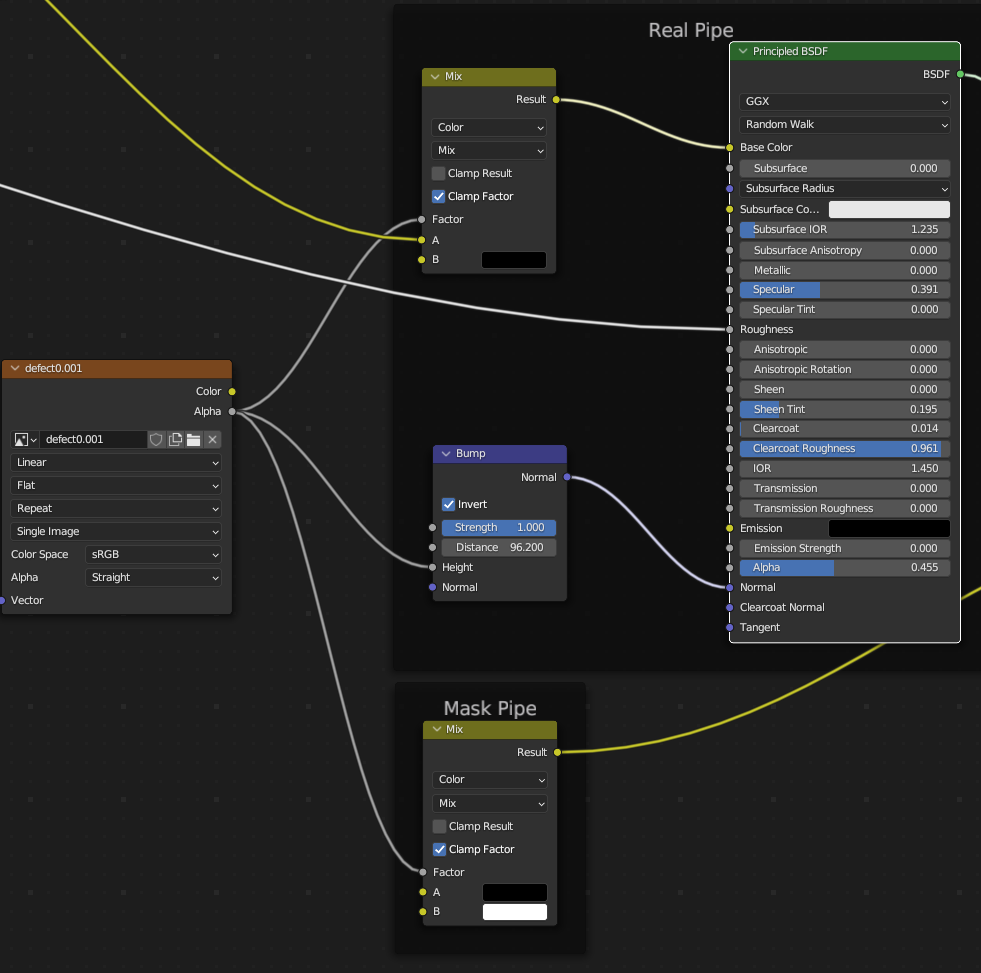 Real Pipe
Mix
Result
Color
Mix
Clamp Result
Clamp Factor
Factor
A
B
Principled BSDF
BSDF
GGX
Random Walk
Base Color
Subsurface 0.000
Subsurface Radius
Subsurface Co...
Subsurface IOR 1.235
Subsurface Anisotropy 0.000
Metallic 0.000
Specular 0.391
Specular Tint 0.000
Roughness
Anisotropic 0.000
Anisotropic Rotation 0.000
Sheen 0.000
Sheen Tint 0.195
Clearcoat 0.014
Clearcoat Roughness 0.961
IOR 1.450
Transmission 0.000
Transmission Roughness 0.000
Emission
Emission Strength 0.000
Alpha 0.455
Normal
Clearcoat Normal
Tangent
defect0.001
Color
Alpha
defect0.001
Linear
Flat
Repeat
Single Image
Color Space sRGB
Alpha Straight
Vector
Bump
Normal
Invert
Strength 1.000
Distance 96.200
Height
Normal
Mask Pipe
Mix
Result
Color
Mix
Clamp Result
Clamp Factor
Factor
A
B